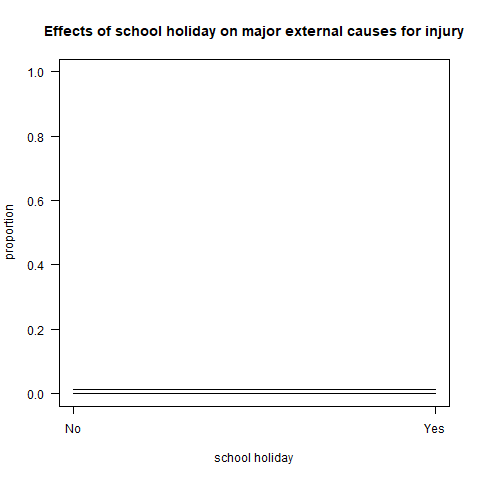 Effects of school holiday on major external causes for injury
1.0
0.8
0.6
0.4
0.2
0.0
proportion
No
Yes
school holiday